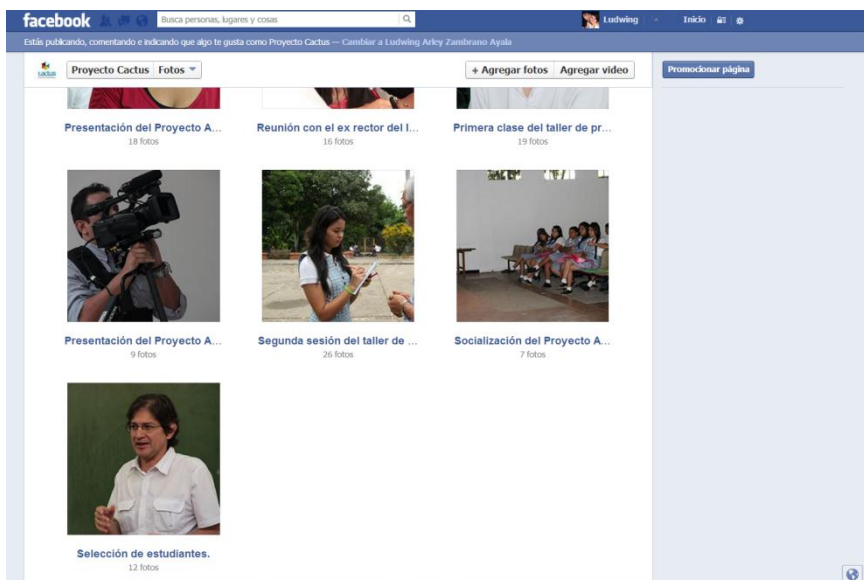 facebook
Busca personas, lugares y cosas
Ludwing
Inicio
Estás publicando, comentando e indicando que algo te gusta como Proyecto Cactus — Cambiar a Ludwing Arley Zambrano Ayala
cactus
Proyecto Cactus Fotos
+ Agregar fotos Agregar video
Promocionar página
Presentación del Proyecto A...
18 fotos
Reunión con el ex rector del I...
16 fotos
Primera clase del taller de pr...
19 fotos
Presentación del Proyecto A...
9 fotos
Segunda sesión del taller de ...
26 fotos
Socialización del Proyecto A...
7 fotos
Selección de estudiantes.
12 fotos